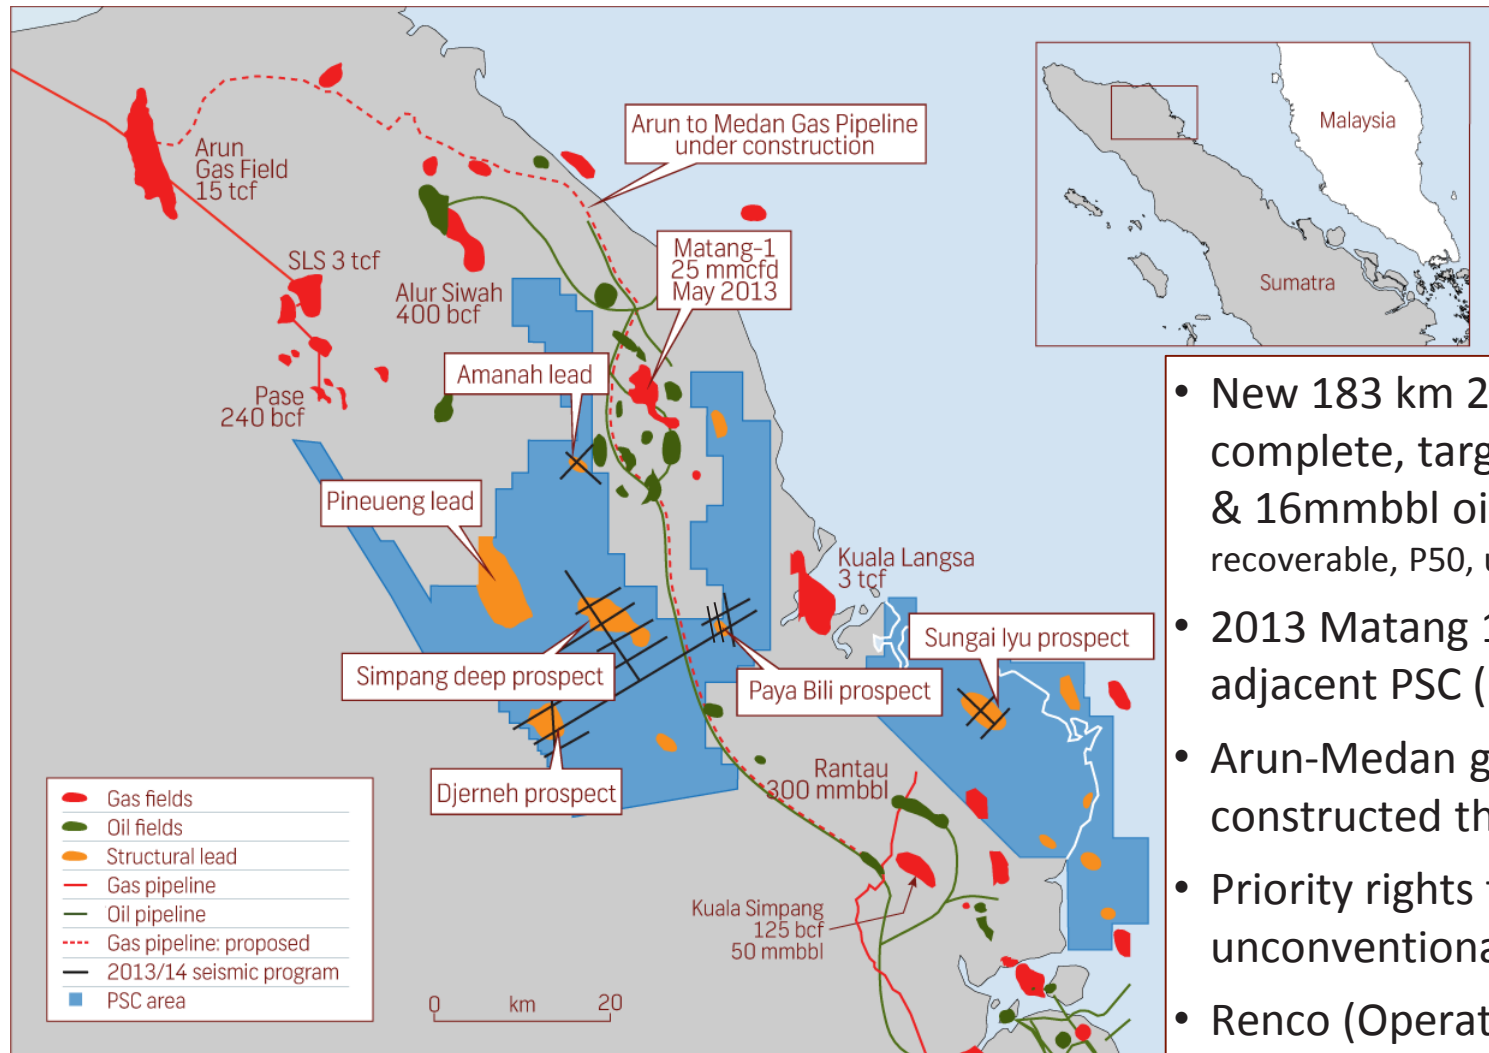 Arun to Medan Gas Pipeline
under construction
Malaysia
Sumatra
Arun
Gas Field
15 tcf
SLS 3 tcf
Alur Siwah
400 bcf
Matang-1
25 mmcfd
May 2013
Amanah lead
Pase
240 bcf
Pineueng lead
Kuala Langsa
3 tcf
Sungai Iyu prospect
Simpang deep prospect
Paya Bili prospect
Djerneh prospect
Rantau
300 mmbbl
Kuala Simpang
125 bcf
50 mmbbl
Gas fields
Oil fields
Structural lead
Gas pipeline
Oil pipeline
Gas pipeline: proposed
2013/14 seismic program
PSC area
0 km 20
• New 183 km 2
complete, targ
& 16mmbbl oi
recoverable, P50, u
• 2013 Matang 1
adjacent PSC (
• Arun-Medan g
constructed th
• Priority rights
unconventiona
• Renco (Operat